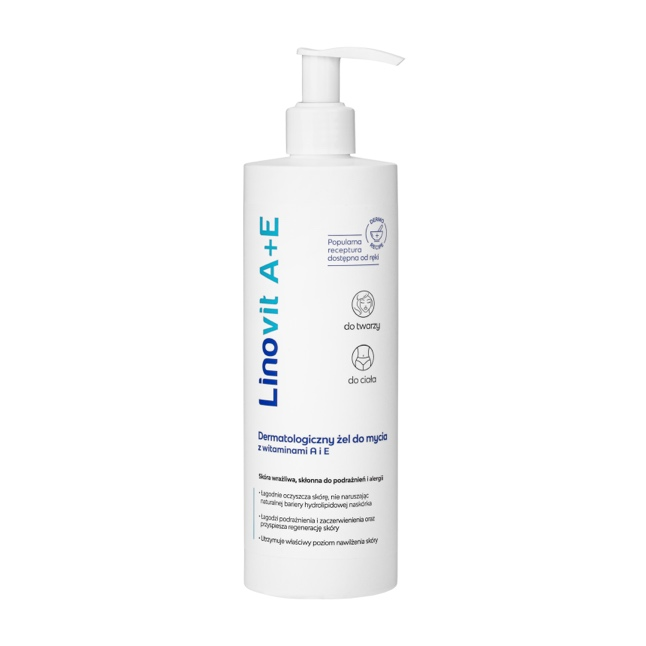 Linovit A+E
DERMO
RECIPE
Popularna
receptura
dostępna od ręki
do twarzy
do ciała
Dermatologiczny żel do mycia
z witaminami A i E
Skóra wrażliwa, skłonna do podrażnień i alergii
• Łagodnie oczyszcza skórę, nie naruszając
naturalnej bariery hydrolipidowej naskórka
• Łagodzi podrażnienia i zaczerwienienia oraz
przyspiesza regenerację skóry
• Utrzymuje właściwy poziom nawilżenia skóry